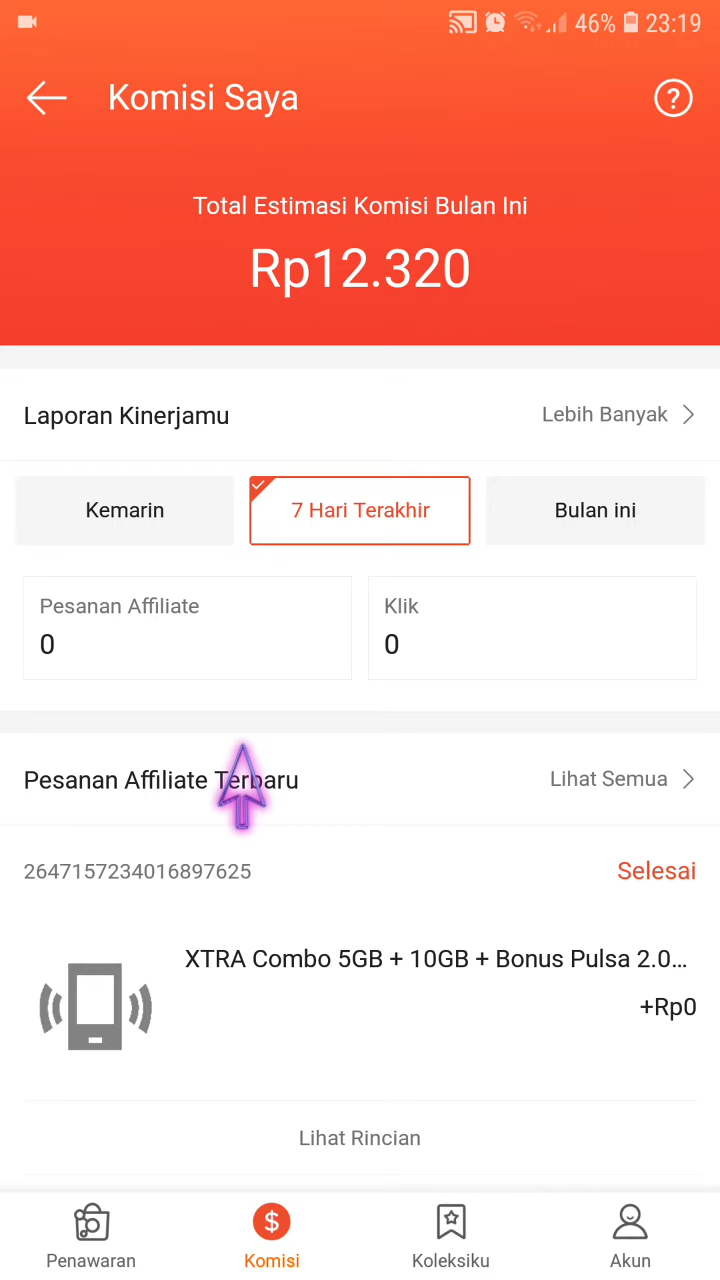 46% 23:19
Komisi Saya
?
Total Estimasi Komisi Bulan Ini
Rp12.320
Laporan Kinerjamu
Lebih Banyak
Kemarin
7 Hari Terakhir
Bulan ini
Pesanan Affiliate
Klik
0
0
Pesanan Affiliate Terbaru
Lihat Semua
2647157234016897625
Selesai
XTRA Combo 5GB + 10GB + Bonus Pulsa 2.0...
+Rp0
Lihat Rincian
$
Penawaran
Komisi
Koleksiku
Akun